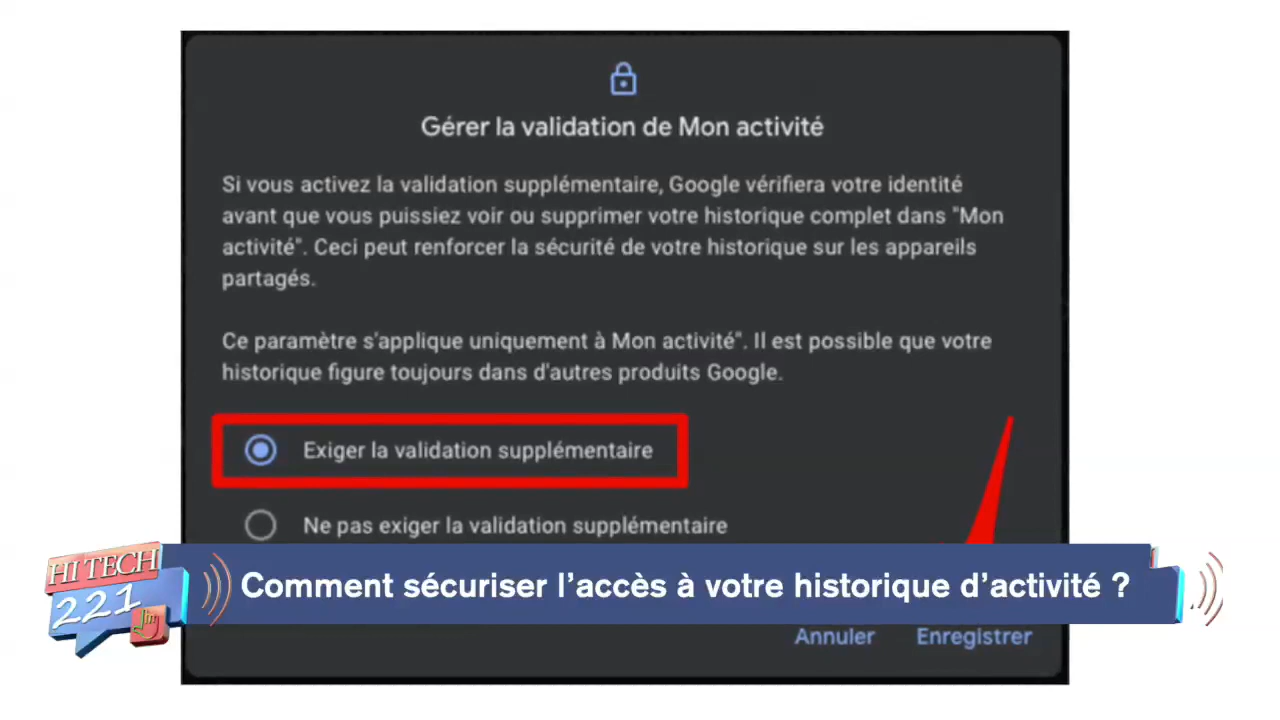 Gérer la validation de Mon activité
Si vous activez la validation supplémentaire, Google vérifiera votre identité
avant que vous puissiez voir ou supprimer votre historique complet dans "Mon
activité". Ceci peut renforcer la sécurité de votre historique sur les appareils
partagés.
Ce paramètre s'applique uniquement à Mon activité". Il est possible que votre
historique figure toujours dans d'autres produits Google.
Exiger la validation supplémentaire
Ne pas exiger la validation supplémentaire
HI TECH
221
Comment sécuriser l’accès à votre historique d’activité ?
Annuler
Enregistrer